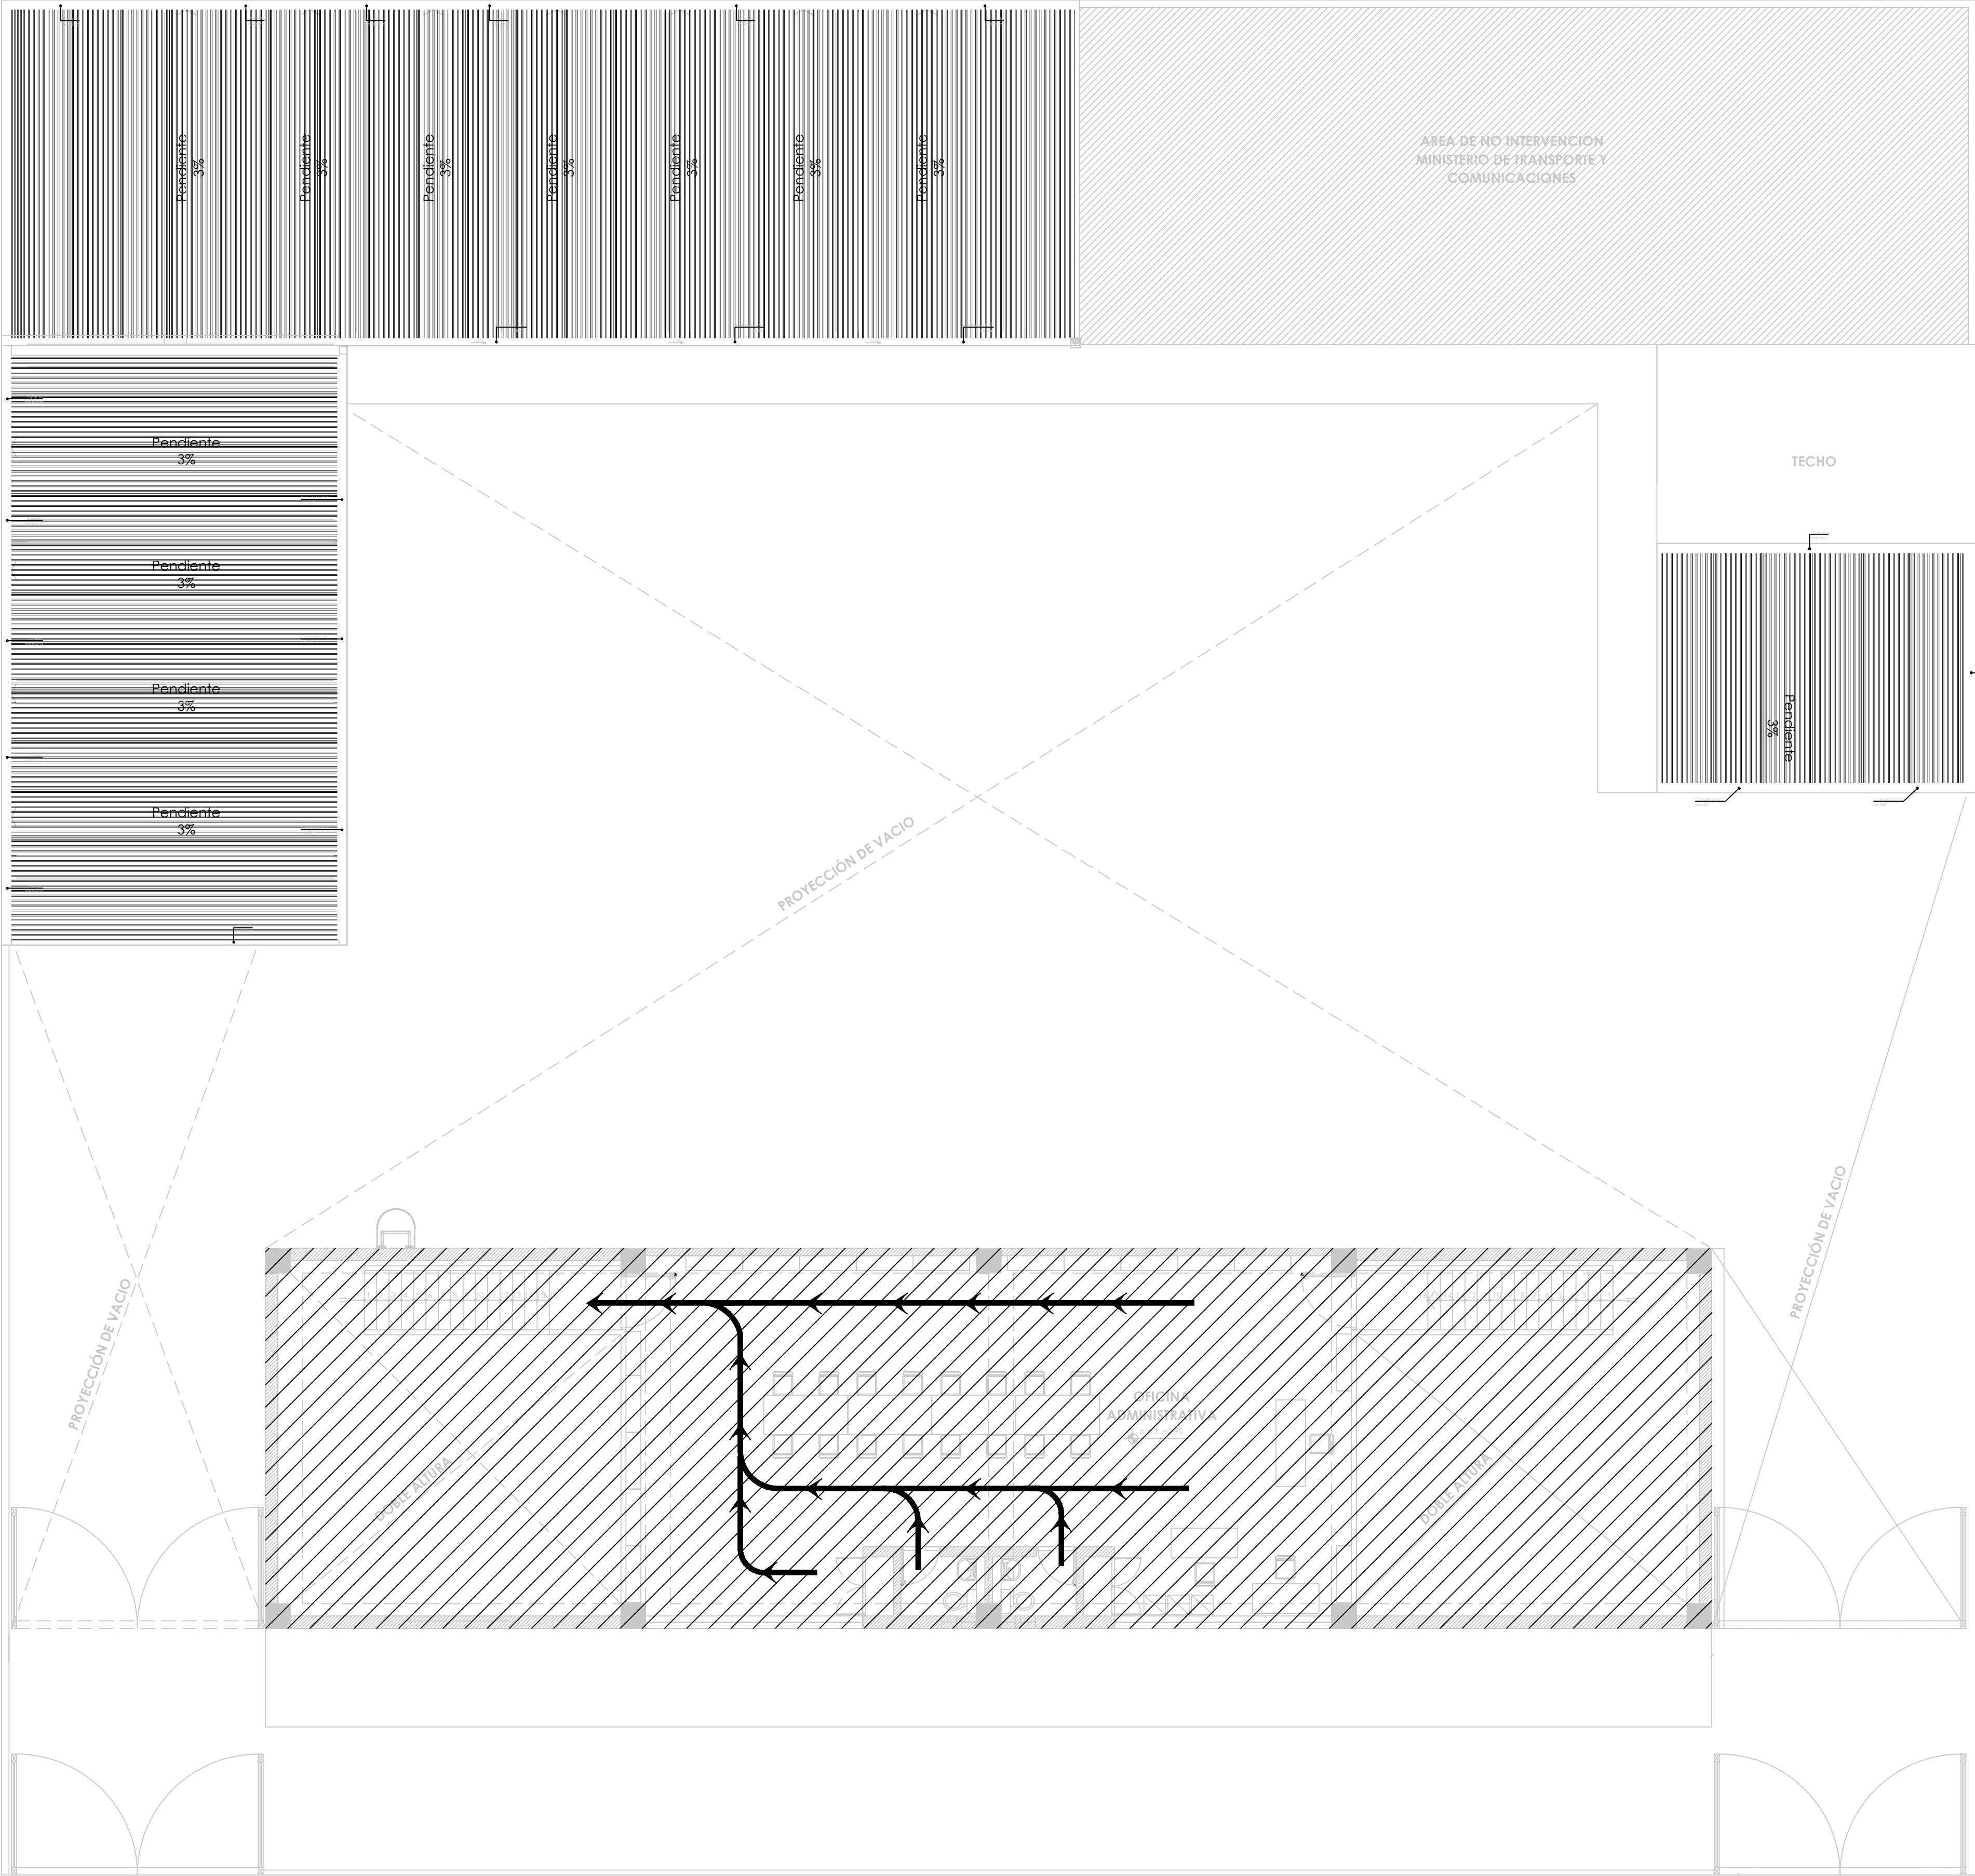 Pendiente
3%
Pendiente
3%
Pendiente
3%
Pendiente
3%
Pendiente
3%
Pendiente
3%
Pendiente
3%
AREA DE NO INTERVENCION
MINISTERIO DE TRANSPORTE Y
COMUNICACIONES
Pendiente
3%
Pendiente
3%
Pendiente
3%
Pendiente
3%
TECHO
Pendiente
3%
PROYECCIÓN DE VACIO
PROYECCIÓN DE VACIO
PROYECCIÓN DE VACIO
OFICINA
ADMINISTRATIVA
DOBLE ALTURA
DOBLE ALTURA